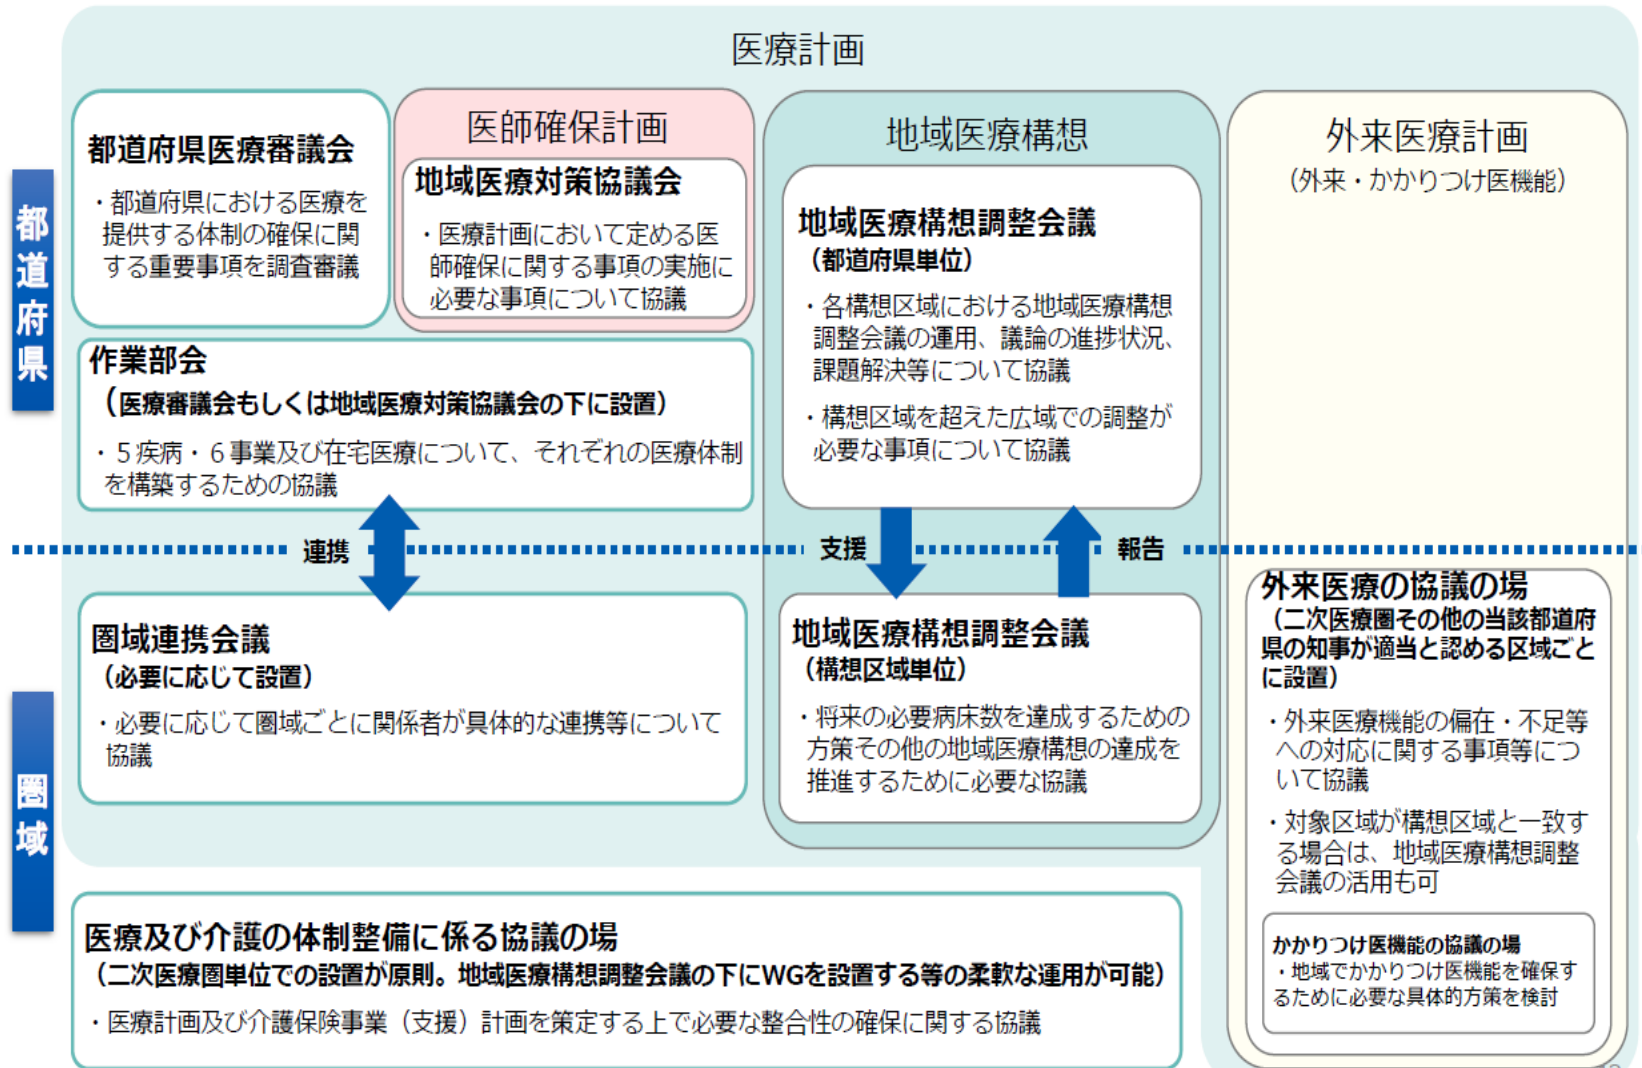 医療計画
都道府県
都道府県医療審議会
・都道府県における医療を
提供する体制の確保に関
する重要事項を調査審議
医師確保計画
地域医療対策協議会
・医療計画において定める医
師確保に関する事項の実施に
必要な事項について協議
作業部会
（医療審議会もしくは地域医療対策協議会の下に設置）
・５疾病・６事業及び在宅医療について、それぞれの医療体制
を構築するための協議
地域医療構想
地域医療構想調整会議
（都道府県単位）
・各構想区域における地域医療構想
調整会議の運用、議論の進捗状況、
課題解決等について協議
・構想区域を超えた広域での調整が
必要な事項について協議
外来医療計画
（外来・かかりつけ医機能）
連携
支援
報告
圏域
圏域連携会議
（必要に応じて設置）
・必要に応じて圏域ごとに関係者が具体的な連携等について
協議
地域医療構想調整会議
（構想区域単位）
・将来の必要病床数を達成するための
方策その他の地域医療構想の達成を
推進するために必要な協議
外来医療の協議の場
（二次医療圏その他の当該都道府
県の知事が適当と認める区域ごと
に設置）
・外来医療機能の偏在・不足等
への対応に関する事項等につ
いて協議
・対象区域が構想区域と一致す
る場合は、地域医療構想調整
会議の活用も可
かかりつけ医機能の協議の場
・地域でかかりつけ医機能を確保す
るために必要な具体的方策を検討
医療及び介護の体制整備に係る協議の場
（二次医療圏単位での設置が原則。地域医療構想調整会議の下にWGを設置する等の柔軟な運用が可能）
・医療計画及び介護保険事業（支援）計画を策定する上で必要な整合性の確保に関する協議